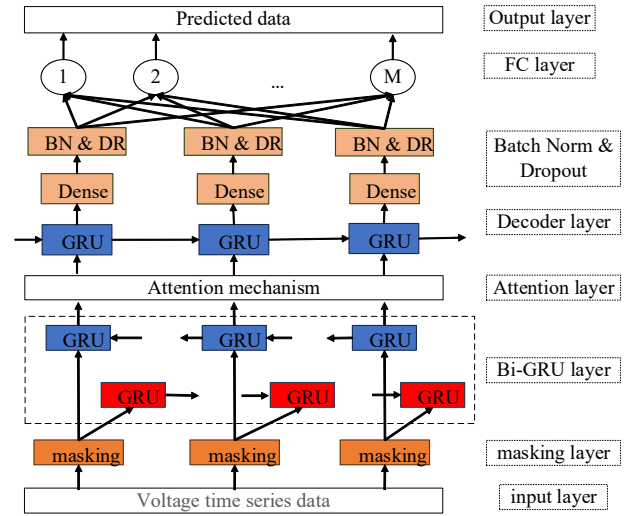 Predicted data
Output layer
1
2
...
M
FC layer
BN & DR
BN & DR
BN & DR
Batch Norm &
Dropout
Dense
Dense
Dense
GRU
GRU
GRU
Decoder layer
Attention mechanism
Attention layer
GRU
GRU
GRU
Bi-GRU layer
GRU
GRU
GRU
masking
masking
masking
masking layer
Voltage time series data
input layer